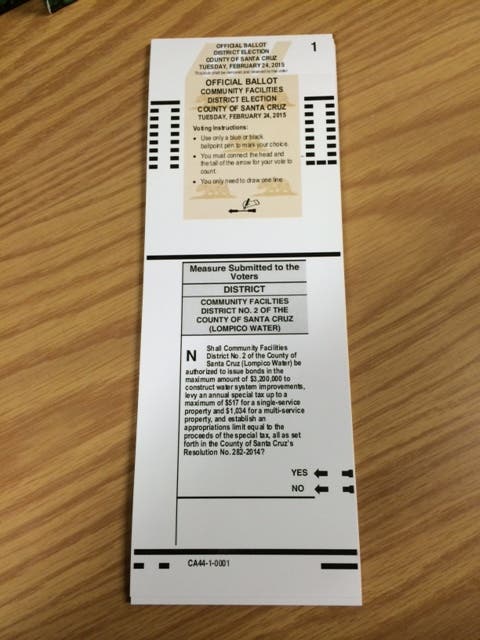 OFFICIAL BALLOT
DISTRICT ELECTION
COUNTY OF SANTA CRUZ
TUESDAY, FEBRUARY 24, 2015
1
OFFICIAL BALLOT
COMMUNITY FACILITIES
DISTRICT ELECTION
COUNTY OF SANTA CRUZ
TUESDAY, FEBRUARY 24, 2015
Voting Instructions:
• Use only a blue or black
ballpoint pen to mark your choice.
• You must connect the head and
the tail of the arrow for your vote to
count.
• You only need to draw one line.
Measure Submitted to the
Voters
DISTRICT
COMMUNITY FACILTIES
DISTRICT NO. 2 OF THE
COUNTY OF SANTA CRUZ
(LOMPICO WATER)
N Shall Community Facilities
District No. 2 of the County of
Santa Cruz (Lompico Water) be
authorized to issue bonds in the
maximum amount of $3,200,000 to
construct water system improvements,
levy an annual special tax up to a
maximum of $517 for a single-service
property and $1,034 for a multi-service
property, and establish an
appropriations limit equal to the
proceeds of the special tax, all as set
forth in the County of Santa Cruz's
Resolution No. 282-2014?
YES
NO
CA44-1-0001